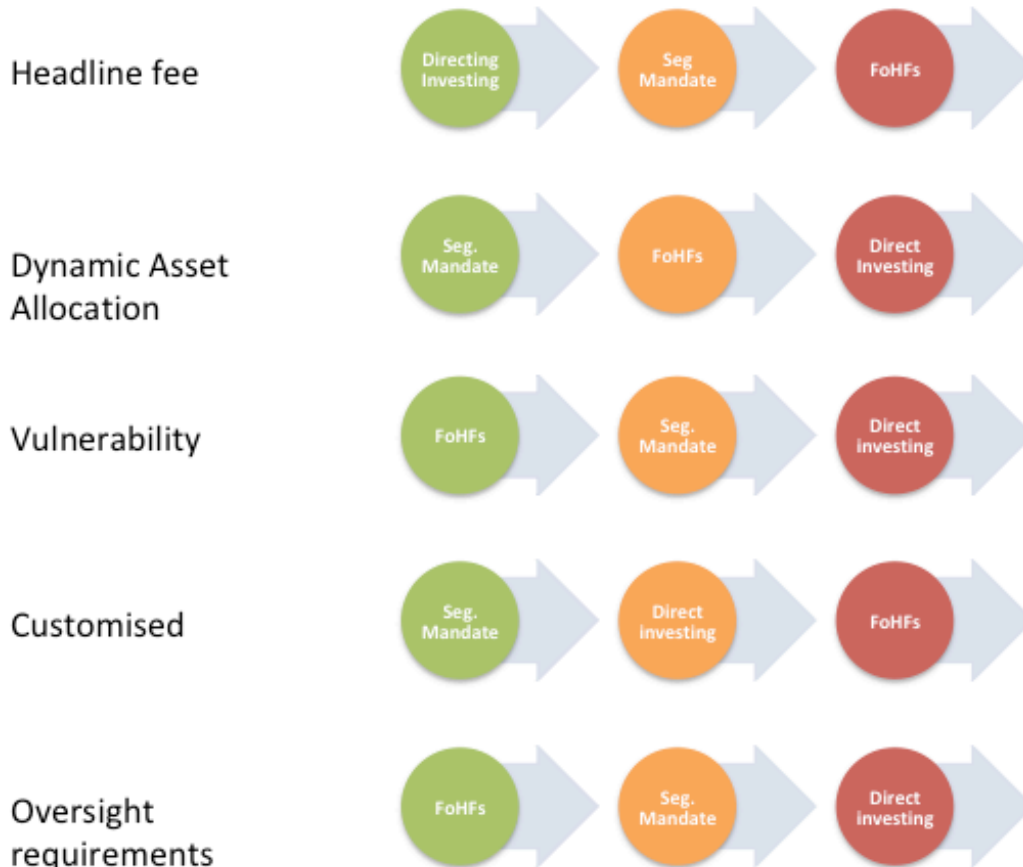 Headline fee
Directing
Investing
Seg
Mandate
FoHFs
Dynamic Asset
Allocation
Seg.
Mandate
FoHFs
Direct
Investing
Vulnerability
FoHFs
Seg.
Mandate
Direct
investing
Customised
Seg.
Mandate
Direct
investing
FoHFs
Oversight
requirements
FoHFs
Seg.
Mandate
Direct
investing